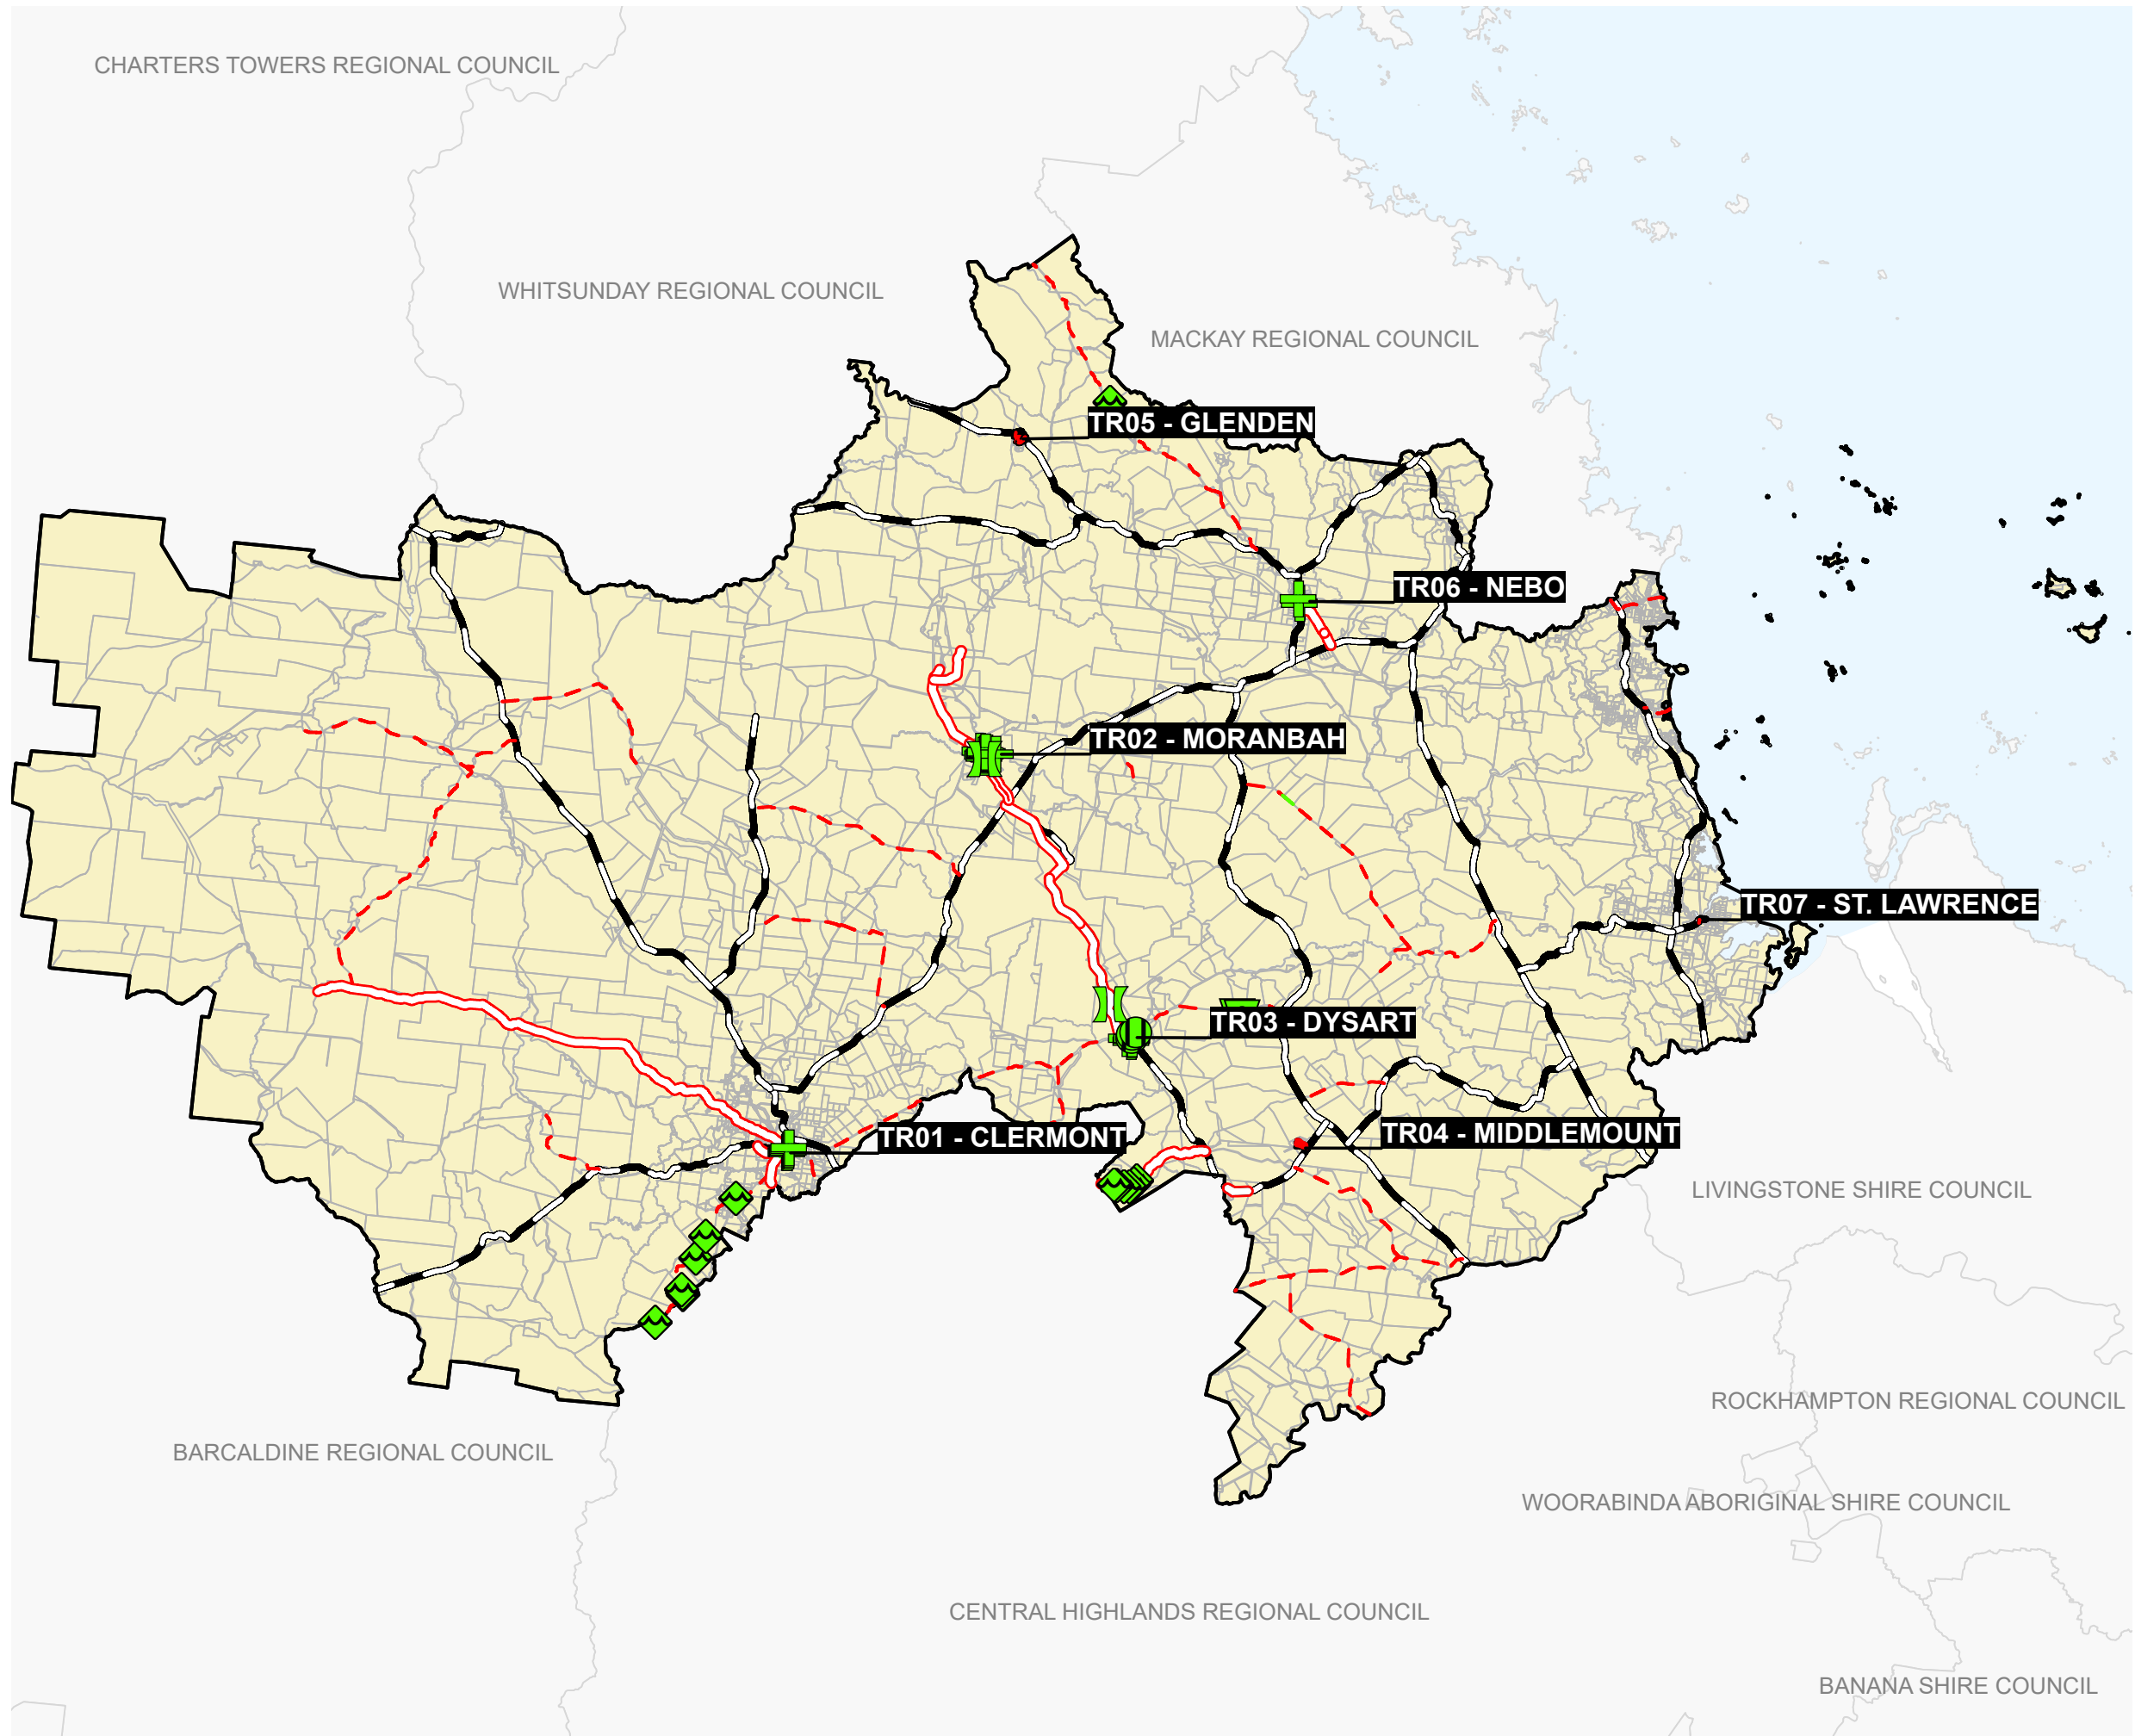 CHARTERS TOWERS REGIONAL COUNCIL
WHITSUNDAY REGIONAL COUNCIL
MACKAY REGIONAL COUNCIL
TR05 - GLENDEN
TR06 - NEBO
TR02 - MORANBAH
TR07 - ST. LAWRENCE
TR03 - DYSART
TR01 - CLERMONT
TR04 - MIDDLEMOUNT
LIVINGSTONE SHIRE COUNCIL
ROCKHAMPTON REGIONAL COUNCIL
BARCALDINE REGIONAL COUNCIL
WOORABINDA ABORIGINAL SHIRE COUNCIL
CENTRAL HIGHLANDS REGIONAL COUNCIL
BANANA SHIRE COUNCIL